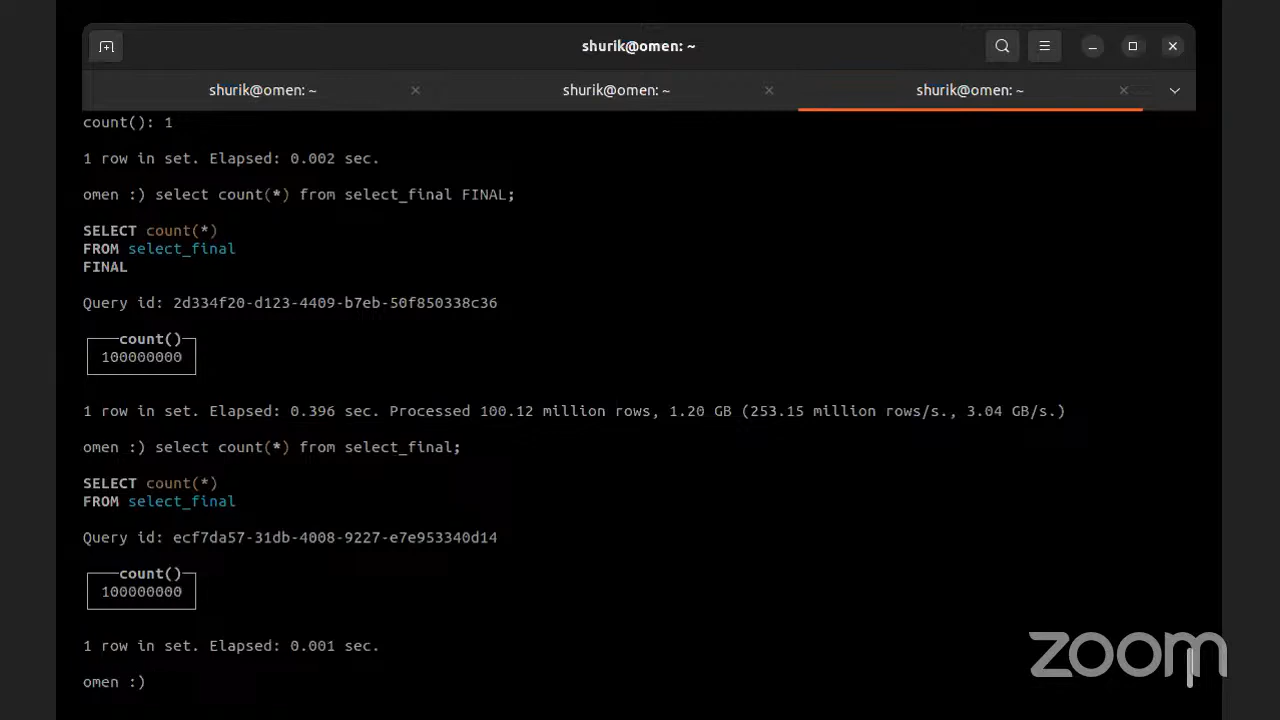 shurik@omen: ~
shurik@omen: ~
shurik@omen: ~
shurik@omen: ~
count(): 1
1 row in set. Elapsed: 0.002 sec.
omen :) select count(*) from select_final FINAL;
SELECT count(*)
FROM select_final
FINAL
Query id: 2d334f20-d123-4409-b7eb-50f850338c36
count()
100000000
1 row in set. Elapsed: 0.396 sec. Processed 100.12 million rows, 1.20 GB (253.15 million rows/s., 3.04 GB/s.)
omen :) select count(*) from select_final;
SELECT count(*)
FROM select_final
Query id: ecf7da57-31db-4008-9227-e7e953340d14
count()
100000000
1 row in set. Elapsed: 0.001 sec.
omen :)
zoom